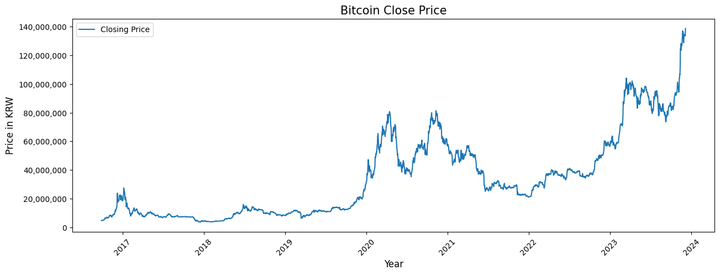 Bitcoin Close Price
Closing Price
140,000,000
120,000,000
100,000,000
80,000,000
60,000,000
40,000,000
20,000,000
0
Price in KRW
2017 2018 2019 2020 2021 2022 2023 2024
Year